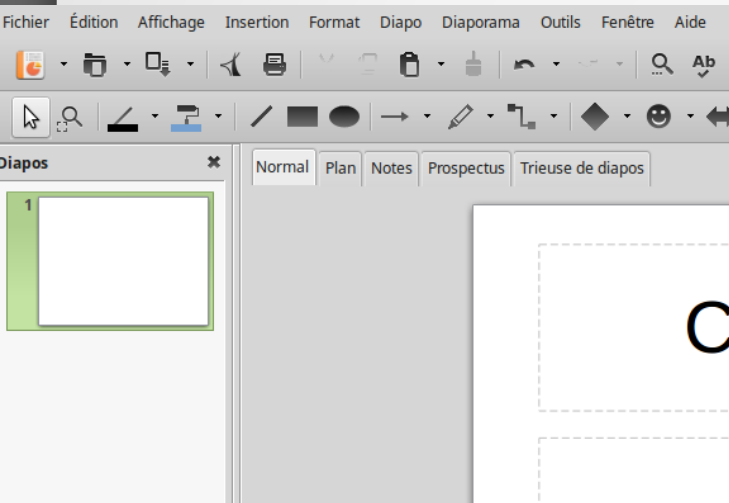 Fichier Édition Affichage Insertion Format Diapo Diaporama Outils Fenêtre Aide
Ab
Diapos
Normal Plan Notes Prospectus Trieuse de diapos
1
C